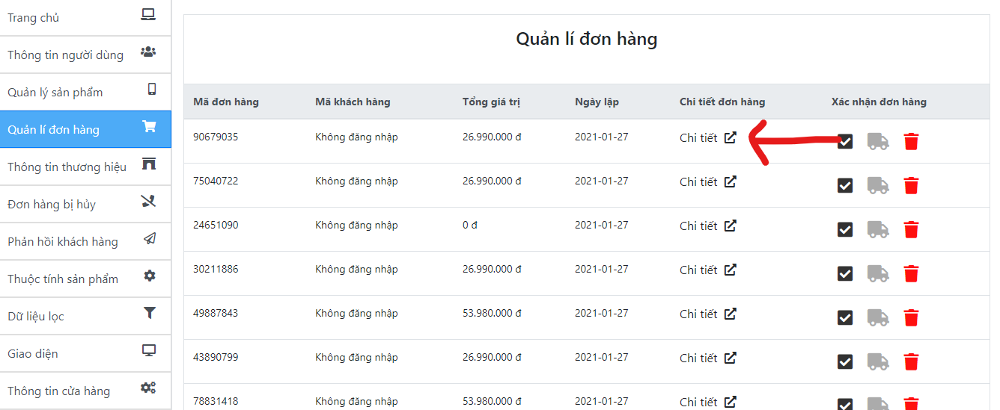 Trang chủ
Thông tin người dùng
Quản lý sản phẩm
Quản lí đơn hàng
Thông tin thương hiệu
Đơn hàng bị hủy
Phản hồi khách hàng
Thuộc tính sản phẩm
Dữ liệu lọc
Giao diện
Thông tin cửa hàng
Quản lí đơn hàng
Mã đơn hàng Mã khách hàng Tổng giá trị Ngày lập Chi tiết đơn hàng Xác nhận đơn hàng
90679035 Không đăng nhập 26.990.000 đ 2021-01-27 Chi tiết
75040722 Không đăng nhập 26.990.000 đ 2021-01-27 Chi tiết
24651090 Không đăng nhập 0 đ 2021-01-27 Chi tiết
30211886 Không đăng nhập 26.990.000 đ 2021-01-27 Chi tiết
49887843 Không đăng nhập 53.980.000 đ 2021-01-27 Chi tiết
43890799 Không đăng nhập 26.990.000 đ 2021-01-27 Chi tiết
78831418 Không đăng nhập 53.980.000 đ 2021-01-27 Chi tiết